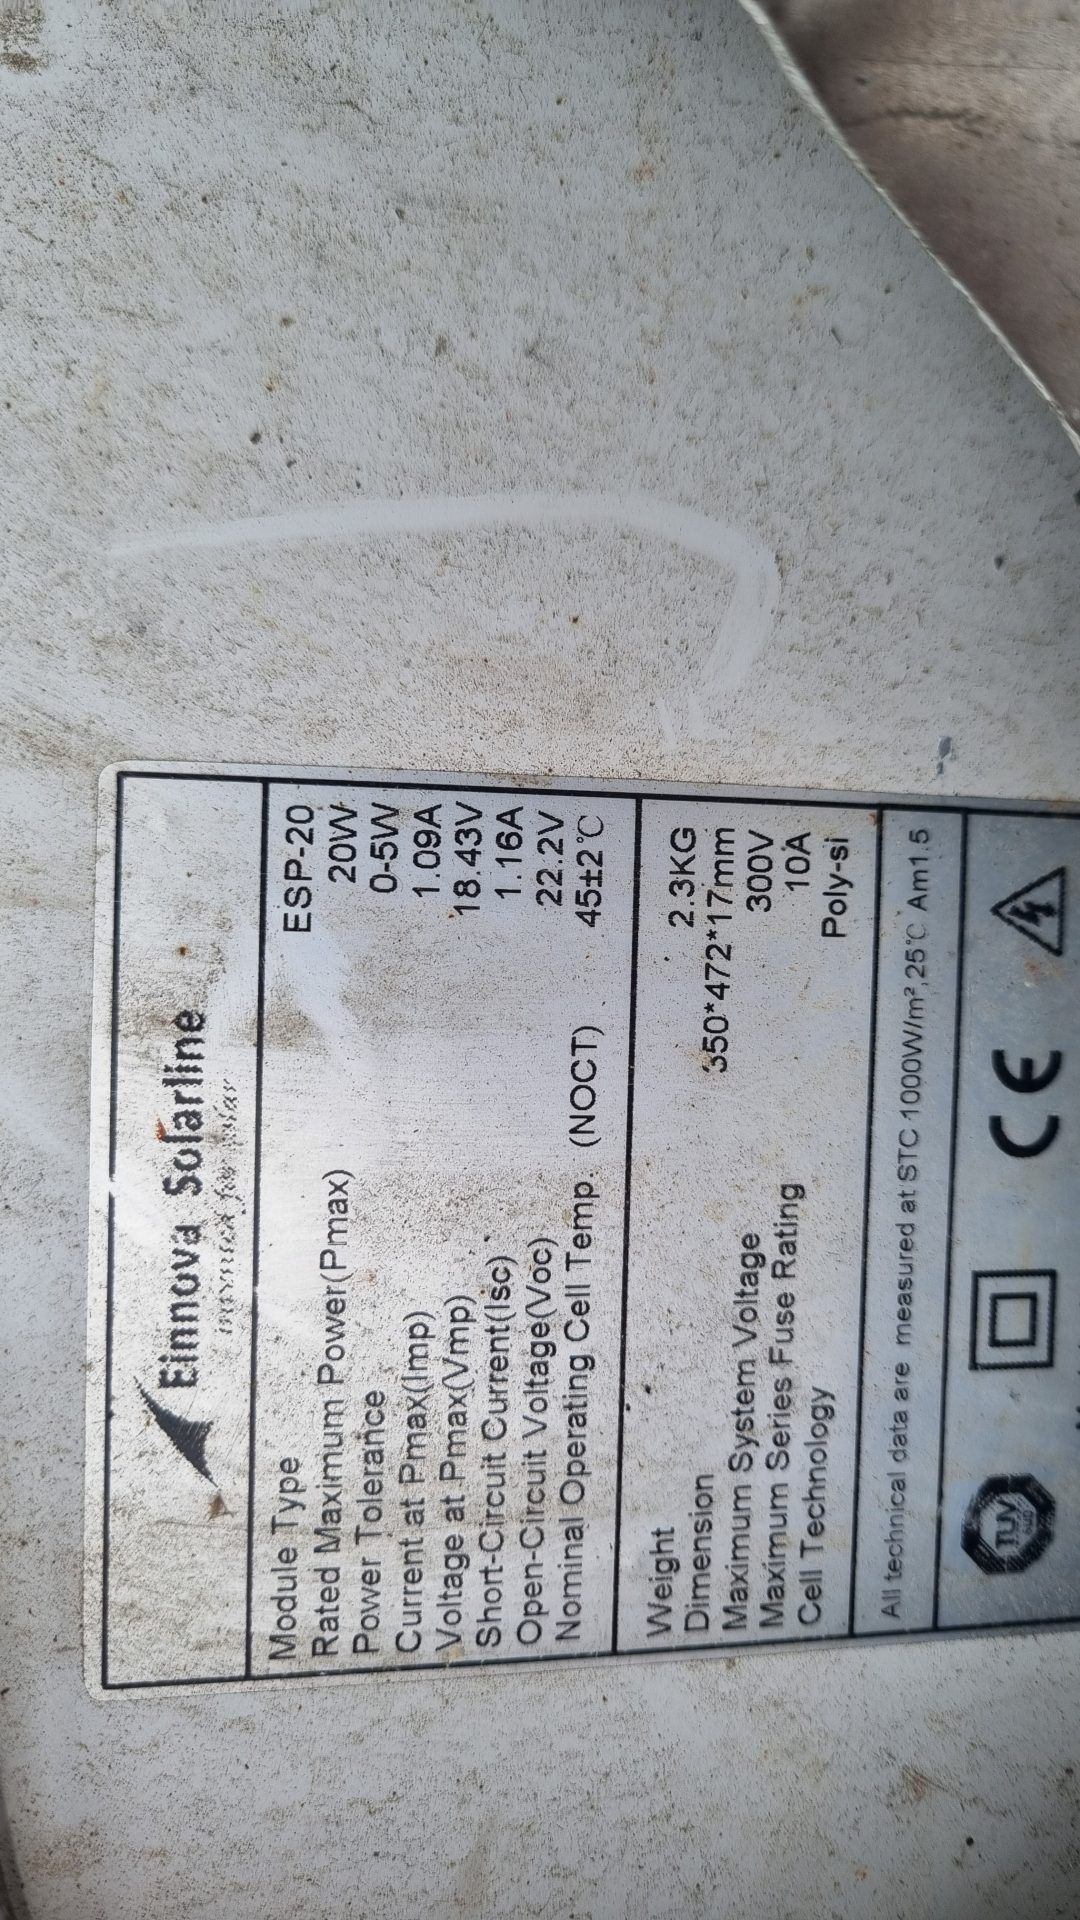 Einnova Solarline
Module Type ESP-20
Rated Maximum Power(Pmax) 20W
Power Tolerance 0-5W
Current at Pmax(Imp) 1.09A
Voltage at Pmax(Vmp) 18.43V
Short-Circuit Current(Isc) 1.16A
Open-Circuit Voltage(Voc) 22.2V
Nominal Operating Cell Temp. (NOCT) 45±2℃
Weight 2.3KG
Dimension 350*472*17mm
Maximum System Voltage 300V
Maximum Series Fuse Rating 10A
Cell Technology Poly-si
All technical data are measured at STC 1000W/m²,25℃ Am1.5
TUV CE